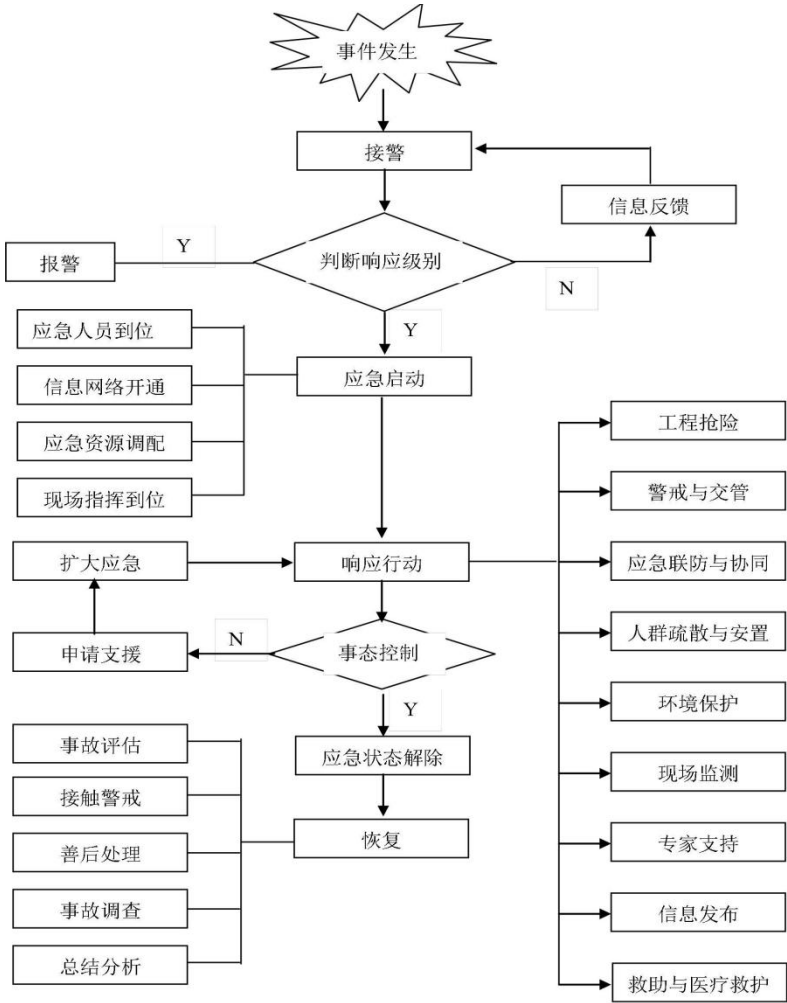 事件发生
接警
信息反馈
判断响应级别
Y
报警
N
Y
应急人员到位
信息网络开通
应急资源调配
现场指挥到位
应急启动
工程抢险
警戒与交管
应急联防与协同
人群疏散与安置
环境保护
现场监测
专家支持
信息发布
救助与医疗救护
扩大应急
响应行动
申请支援
N
事态控制
Y
应急状态解除
恢复
事故评估
接触警戒
善后处理
事故调查
总结分析